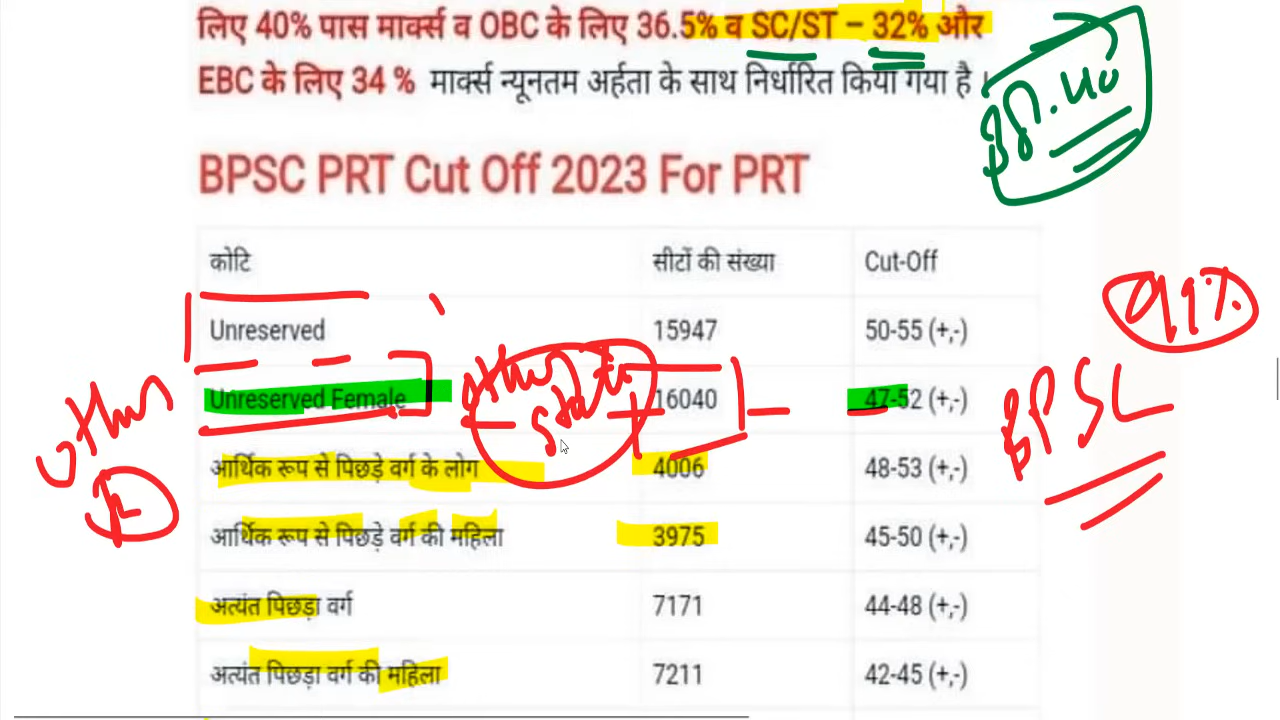 लिए 40% पास मार्क्स व OBC के लिए 36.5% व SC/ST – 32% और
EBC के लिए 34 % मार्क्स न्यूनतम अर्हता के साथ निर्धारित किया गया है ।
BPSC PRT Cut Off 2023 For PRT
कोटि सीटों की संख्या Cut-Off
Unreserved 15947 50-55 (+,-)
99%
Unreserved Female 16040 47-52 (+,-)
other
state
BPSC
आर्थिक रूप से पिछड़े वर्ग के लोग 4006 48-53 (+,-)
आर्थिक रूप से पिछड़े वर्ग की महिला 3975 45-50 (+,-)
अत्यंत पिछड़ा वर्ग 7171 44-48 (+,-)
अत्यंत पिछड़ा वर्ग की महिला 7211 42-45 (+,-)